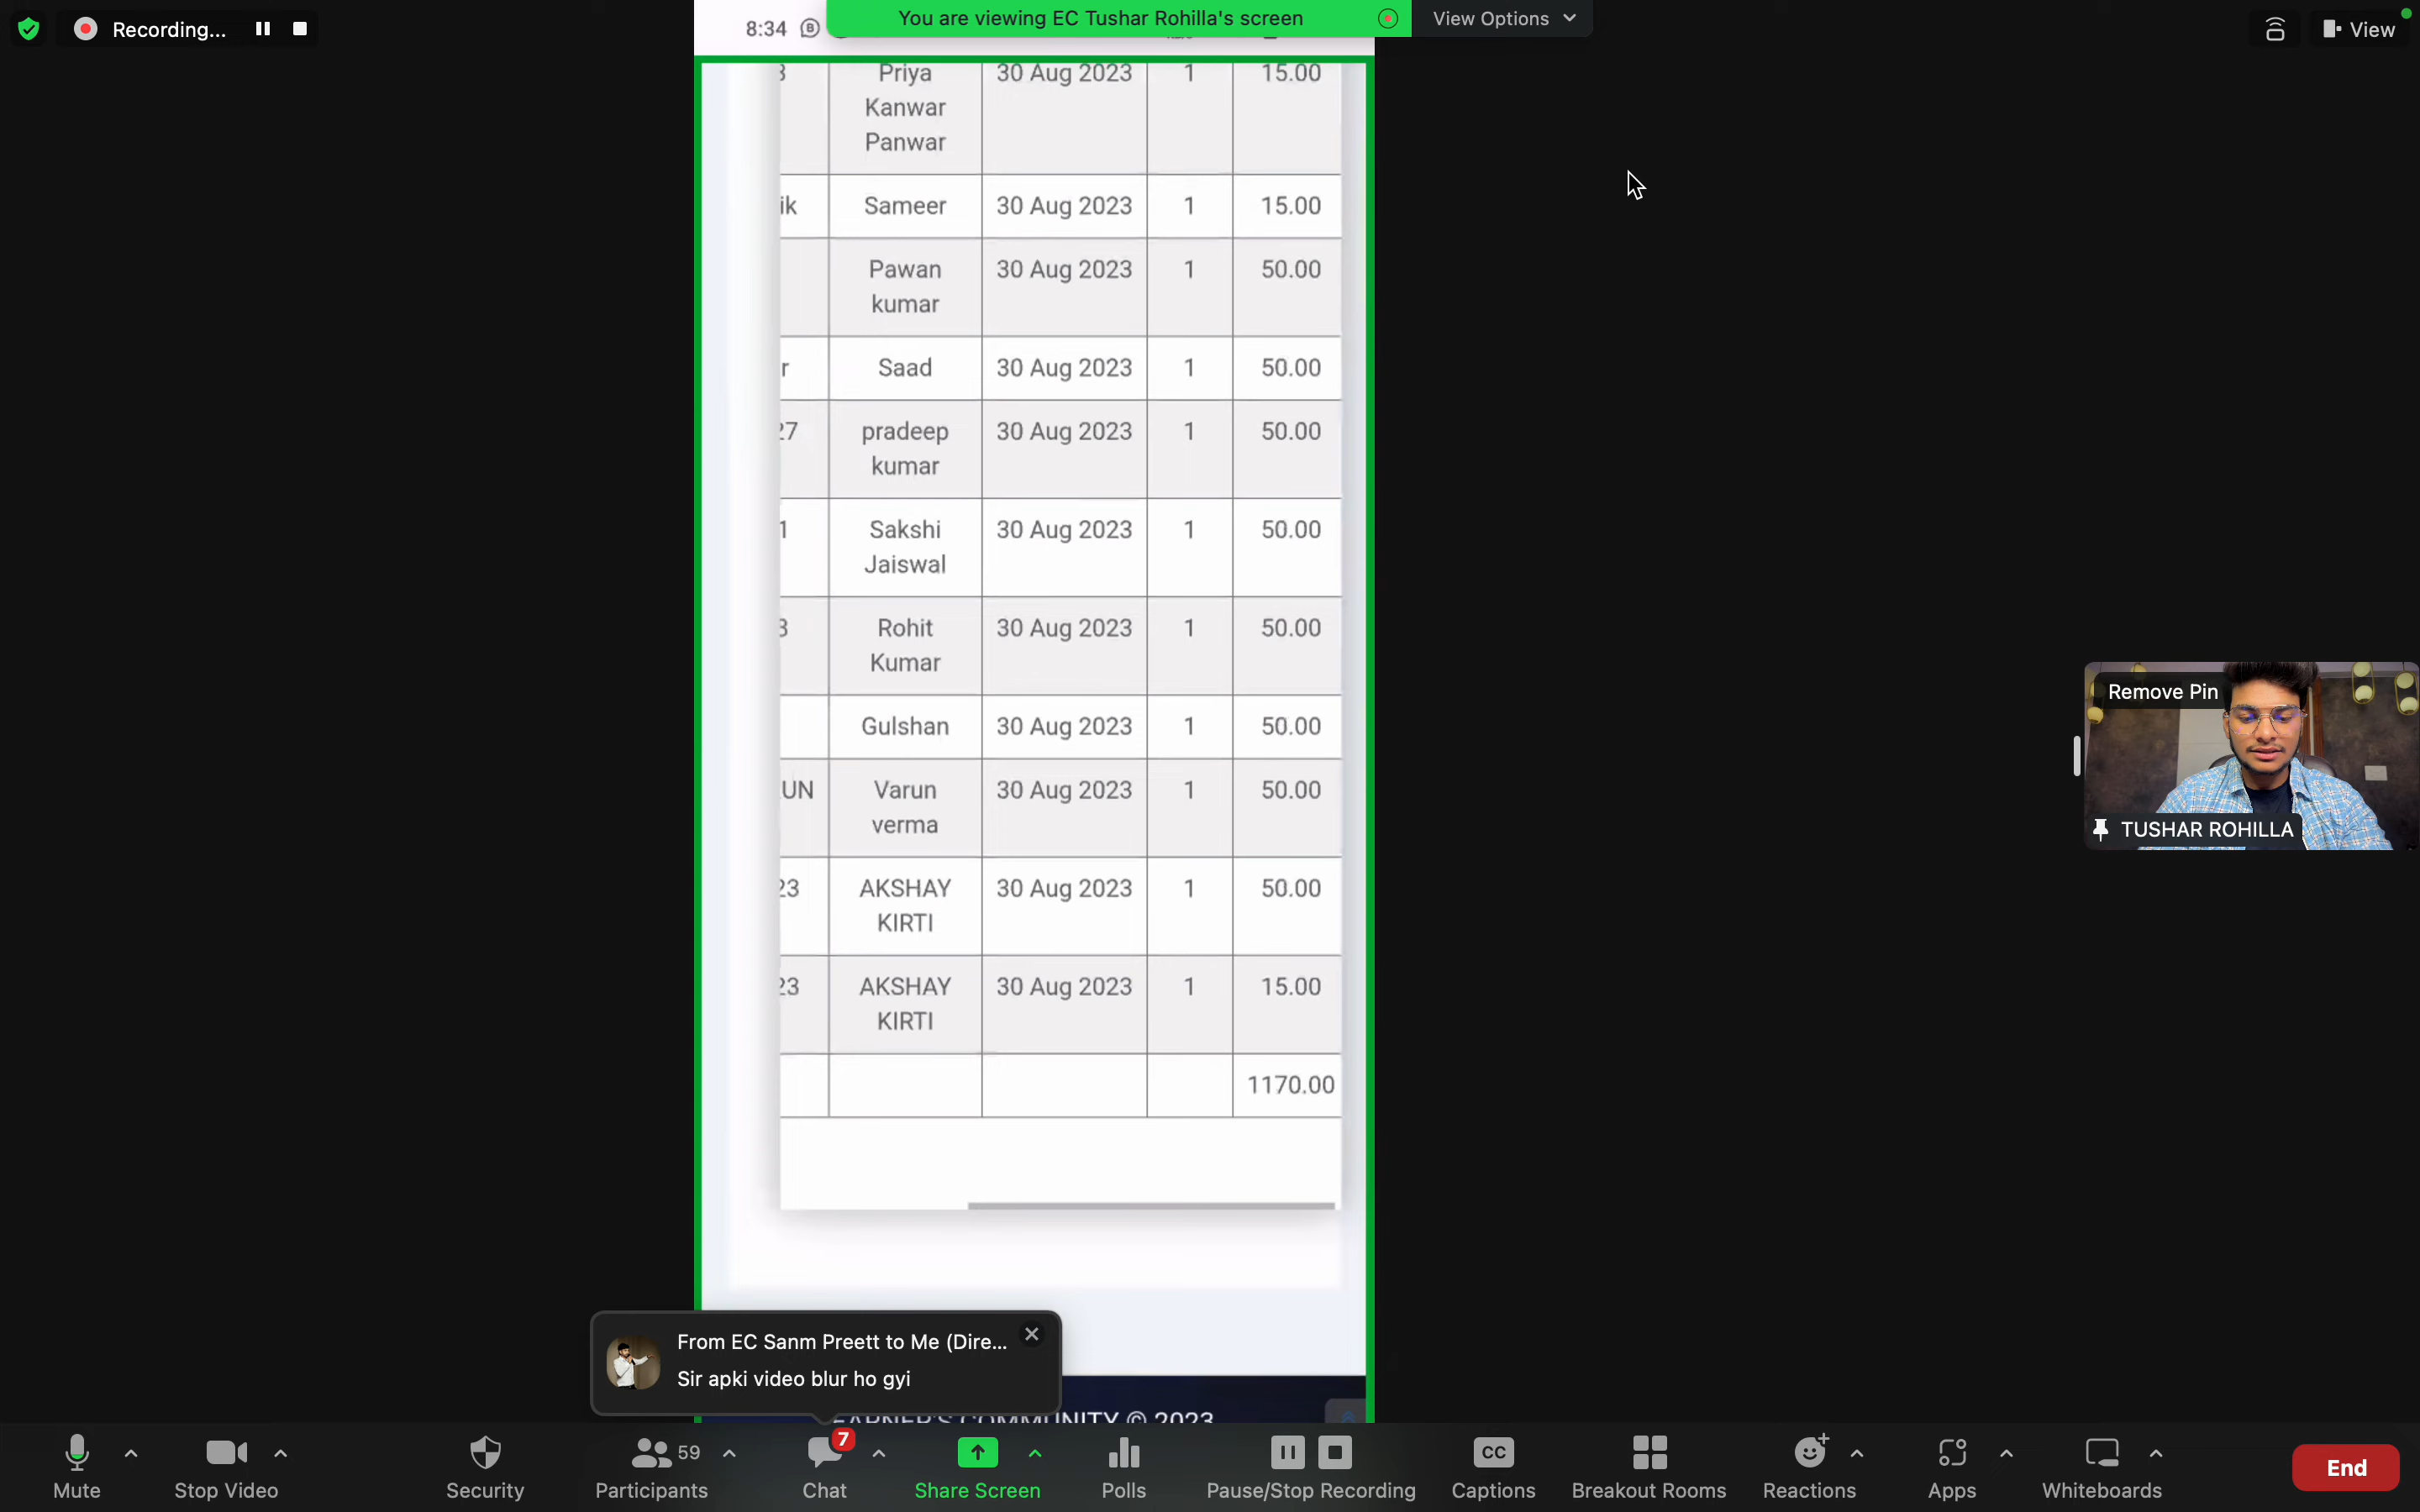 Recording...
8:34
You are viewing EC Tushar Rohilla's screen
View Options
View
3 Priya 30 Aug 2023 1 15.00
Kanwar
Panwar
ik Sameer 30 Aug 2023 1 15.00
Pawan 30 Aug 2023 1 50.00
kumar
r Saad 30 Aug 2023 1 50.00
27 pradeep 30 Aug 2023 1 50.00
kumar
1 Sakshi 30 Aug 2023 1 50.00
Jaiswal
3 Rohit 30 Aug 2023 1 50.00
Kumar
Gulshan 30 Aug 2023 1 50.00
UN Varun 30 Aug 2023 1 50.00
verma
23 AKSHAY 30 Aug 2023 1 50.00
KIRTI
23 AKSHAY 30 Aug 2023 1 15.00
KIRTI
1170.00
Remove Pin
TUSHAR ROHILLA
From EC Sanm Preett to Me (Dire...
Sir apki video blur ho gyi
EARNER'S COMMUNITY © 2023
Mute
Stop Video
Security
Participants 59
Chat 7
Share Screen
Polls
Pause/Stop Recording
CC
Captions
Breakout Rooms
Reactions
Apps
Whiteboards
End